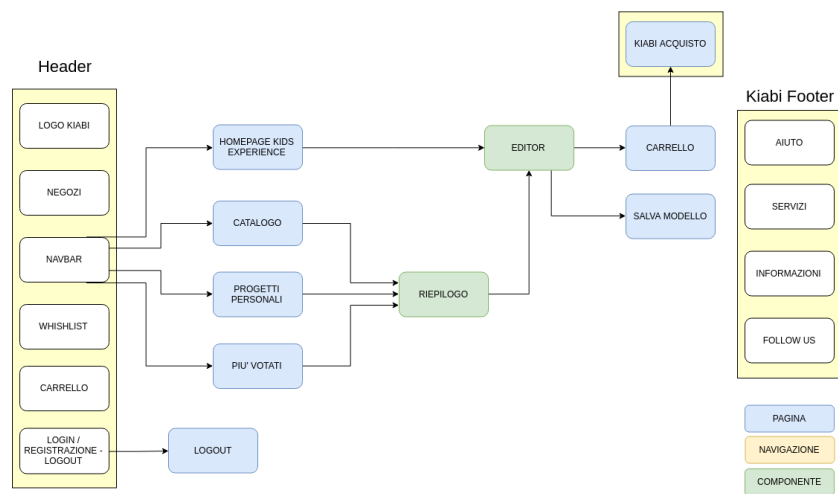 Header
LOGO KIABI
NEGOZI
NAVBAR
WHISHLIST
CARRELLO
LOGIN /
REGISTRAZIONE -
LOGOUT
HOMEPAGE KIDS
EXPERIENCE
CATALOGO
PROGETTI
PERSONALI
PIU' VOTATI
LOGOUT
RIEPILOGO
EDITOR
KIABI ACQUISTO
CARRELLO
SALVA MODELLO
Kiabi Footer
AIUTO
SERVIZI
INFORMAZIONI
FOLLOW US
PAGINA
NAVIGAZIONE
COMPONENTE